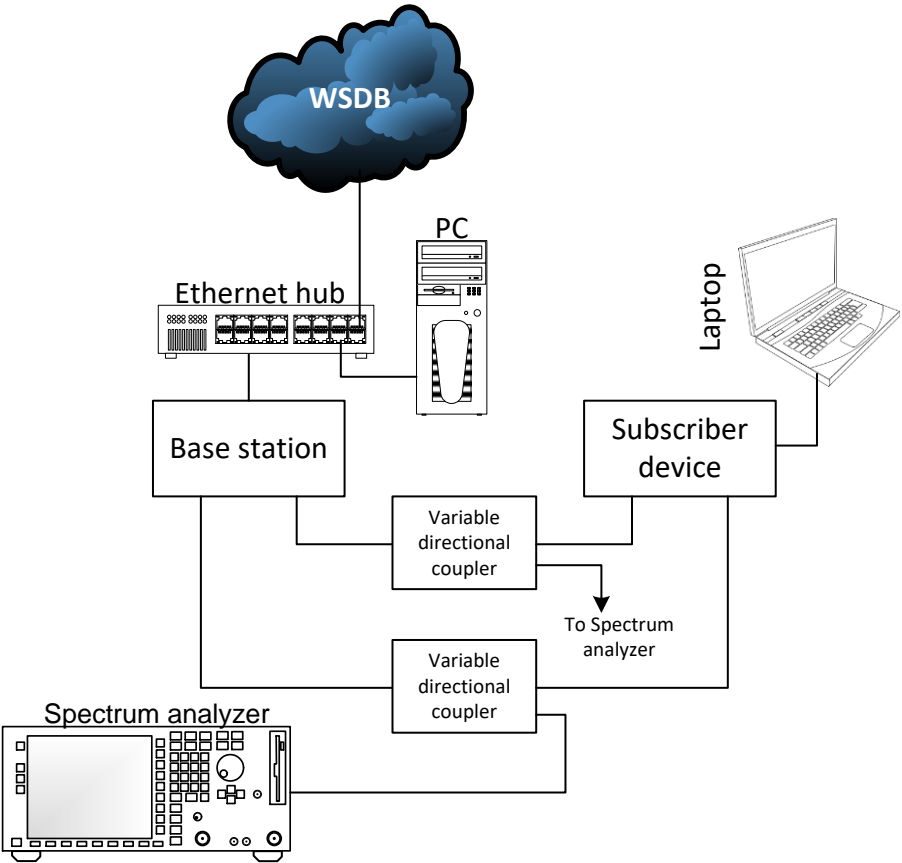 WSDB
PC
Ethernet hub
Laptop
Base station
Subscriber
device
Variable
directional
coupler
To Spectrum
analyzer
Variable
directional
coupler
Spectrum analyzer